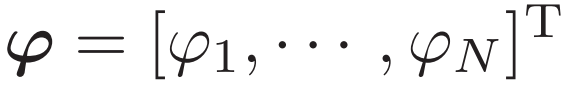 𝝋 = [φ₁, ⋯ , φ_N]ᵀ